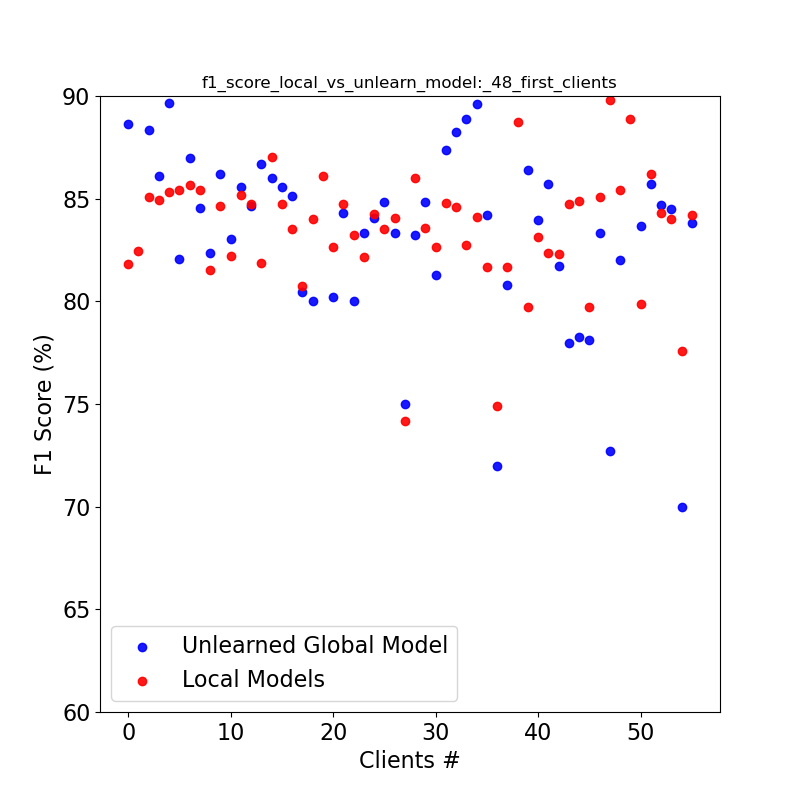 f1_score_local_vs_unlearn_model:_48_first_clients
90
85
80
75
70
65
60
F1 Score (%)
Unlearned Global Model
Local Models
0 10 20 30 40 50
Clients #